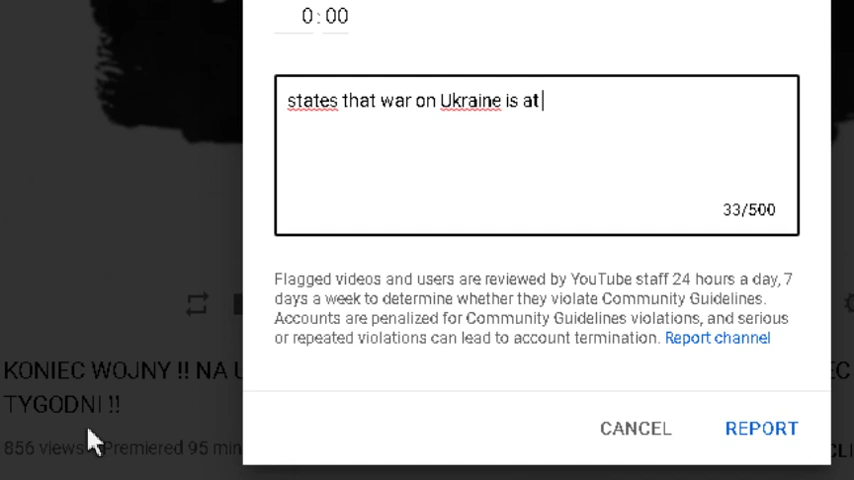 0:00
states that war on Ukraine is at
33/500
Flagged videos and users are reviewed by YouTube staff 24 hours a day, 7
days a week to determine whether they violate Community Guidelines.
Accounts are penalized for Community Guidelines violations, and serious
or repeated violations can lead to account termination. Report channel
KONIEC WOJNY !! NA U
EC
TYGODNI !!
856 views
Premiered 95 min
CANCEL
REPORT
CLI